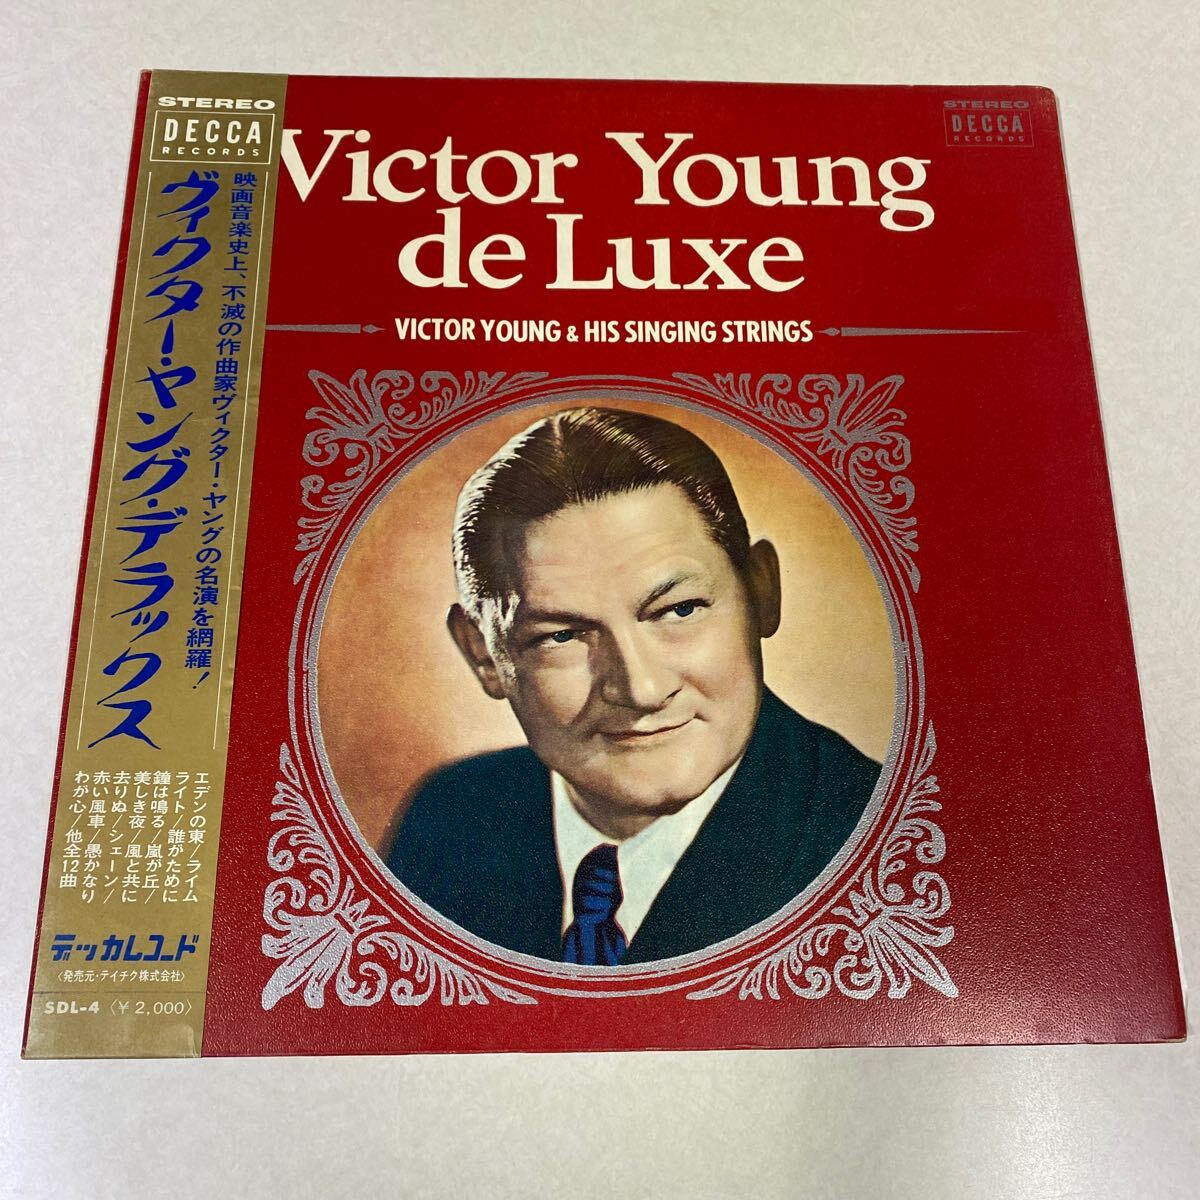 STEREO
DECCA
RECORDS
映画音楽史上、不滅の作曲家ヴィクター・ヤングの名演を網羅!
ヴィクター・ヤング・デラックス
エデンの東/ライム
ライト/誰がために
鐘は鳴る/嵐が丘/
美しき夜/風と共に
去りぬ/シェーン/
赤い風車/愚かなり
わが心/他全12曲
デッカレコード
〈発売元・テイチク株式会社〉
SDL-4〈¥2,000〉
Victor Young
de Luxe
VICTOR YOUNG & HIS SINGING STRINGS
STEREO
DECCA
RECORDS